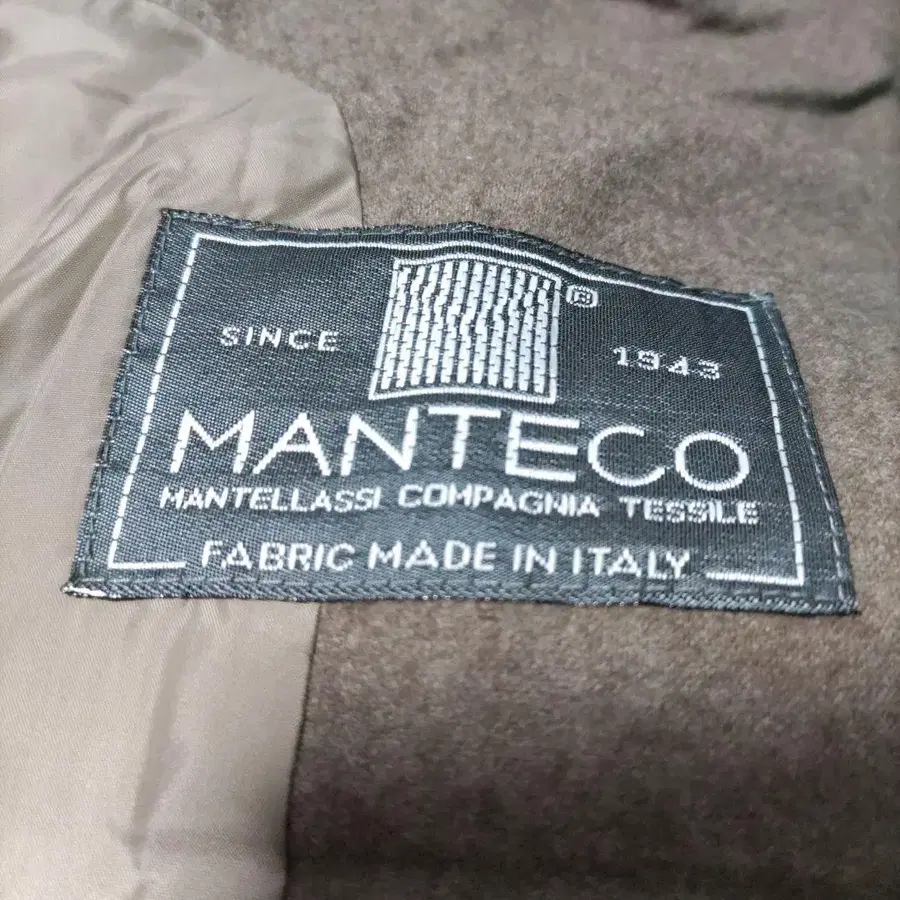 ®
SINCE 1943
MANTECO
MANTELLASSI COMPAGNIA TESSILE
FABRIC MADE IN ITALY